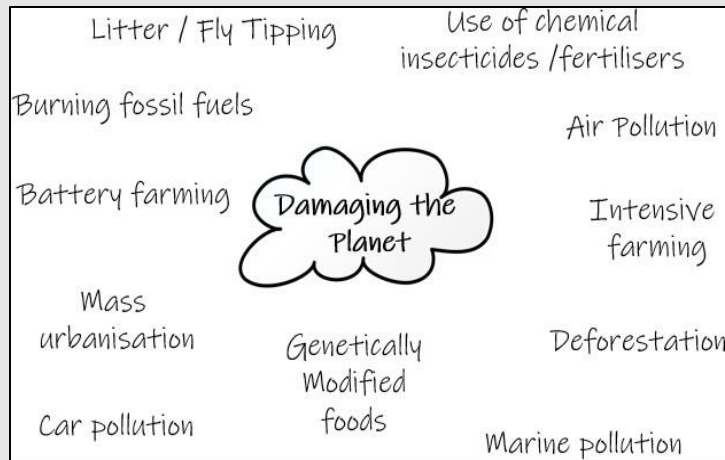 Litter / Fly Tipping
Use of chemical
insecticides /fertilisers
Burning fossil fuels
Air Pollution
Battery farming
Damaging the
Planet
Intensive
farming
Mass
urbanisation
Genetically
Modified
foods
Deforestation
Car pollution
Marine pollution